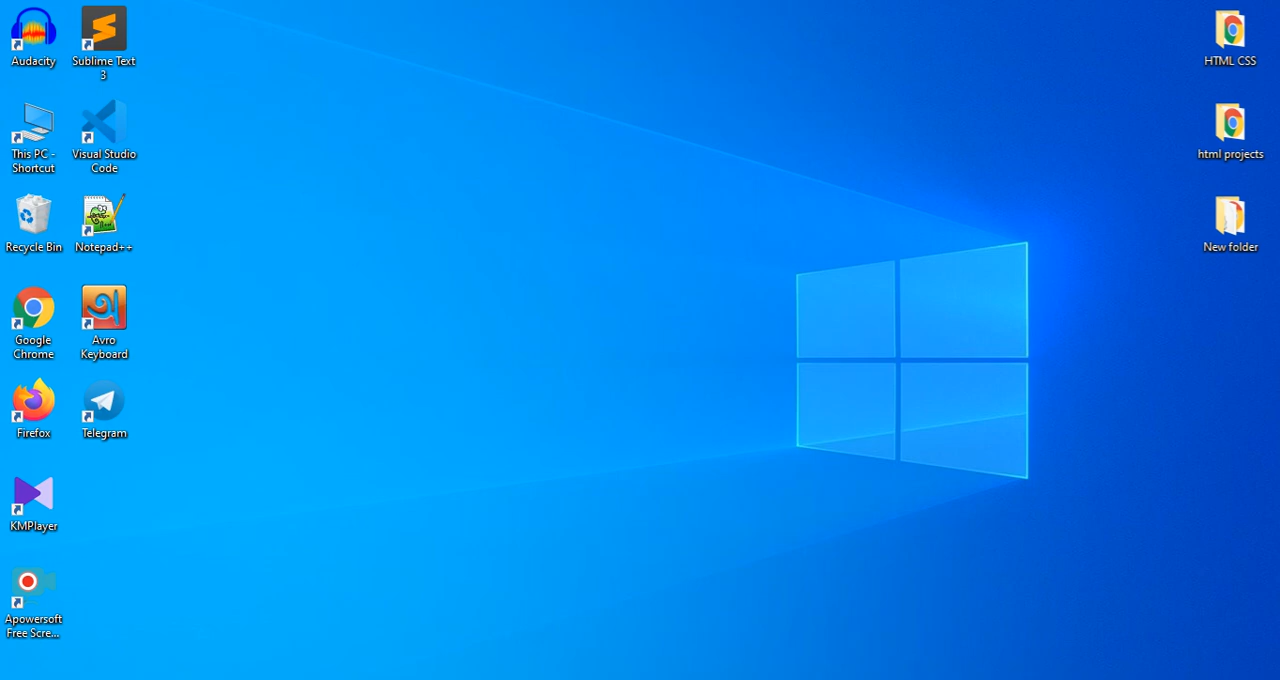 Audacity
Sublime Text
3
This PC -
Shortcut
Visual Studio
Code
Recycle Bin
Notepad++
Google
Chrome
Avro
Keyboard
Firefox
Telegram
KMPlayer
Apowersoft
Free Scre...
HTML CSS
html projects
New folder